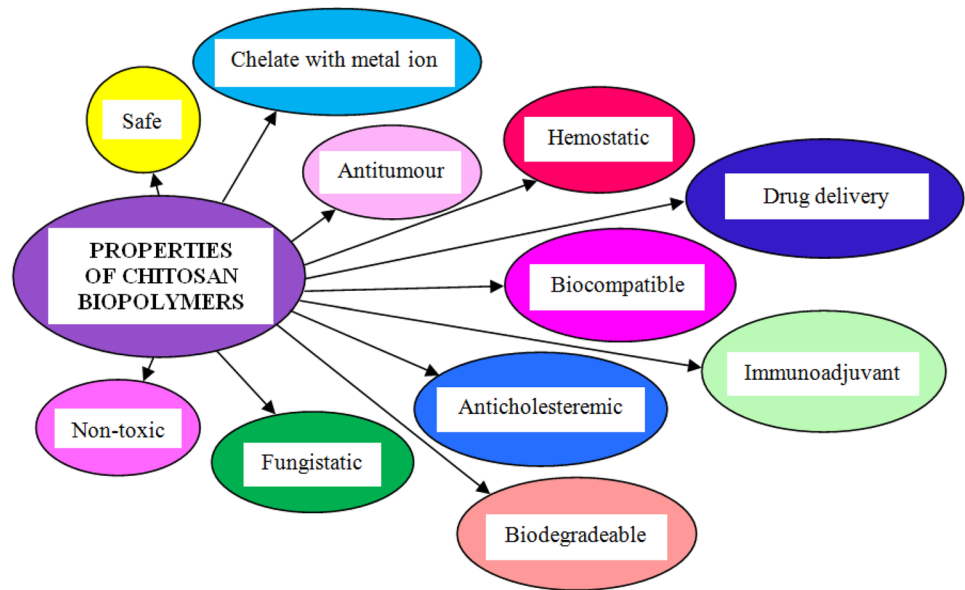 Chelate with metal ion
Safe
Hemostatic
Antitumour
Drug delivery
PROPERTIES
OF CHITOSAN
BIOPOLYMERS
Biocompatible
Immunoadjuvant
Anticholesteremic
Non-toxic
Fungistatic
Biodegradeable